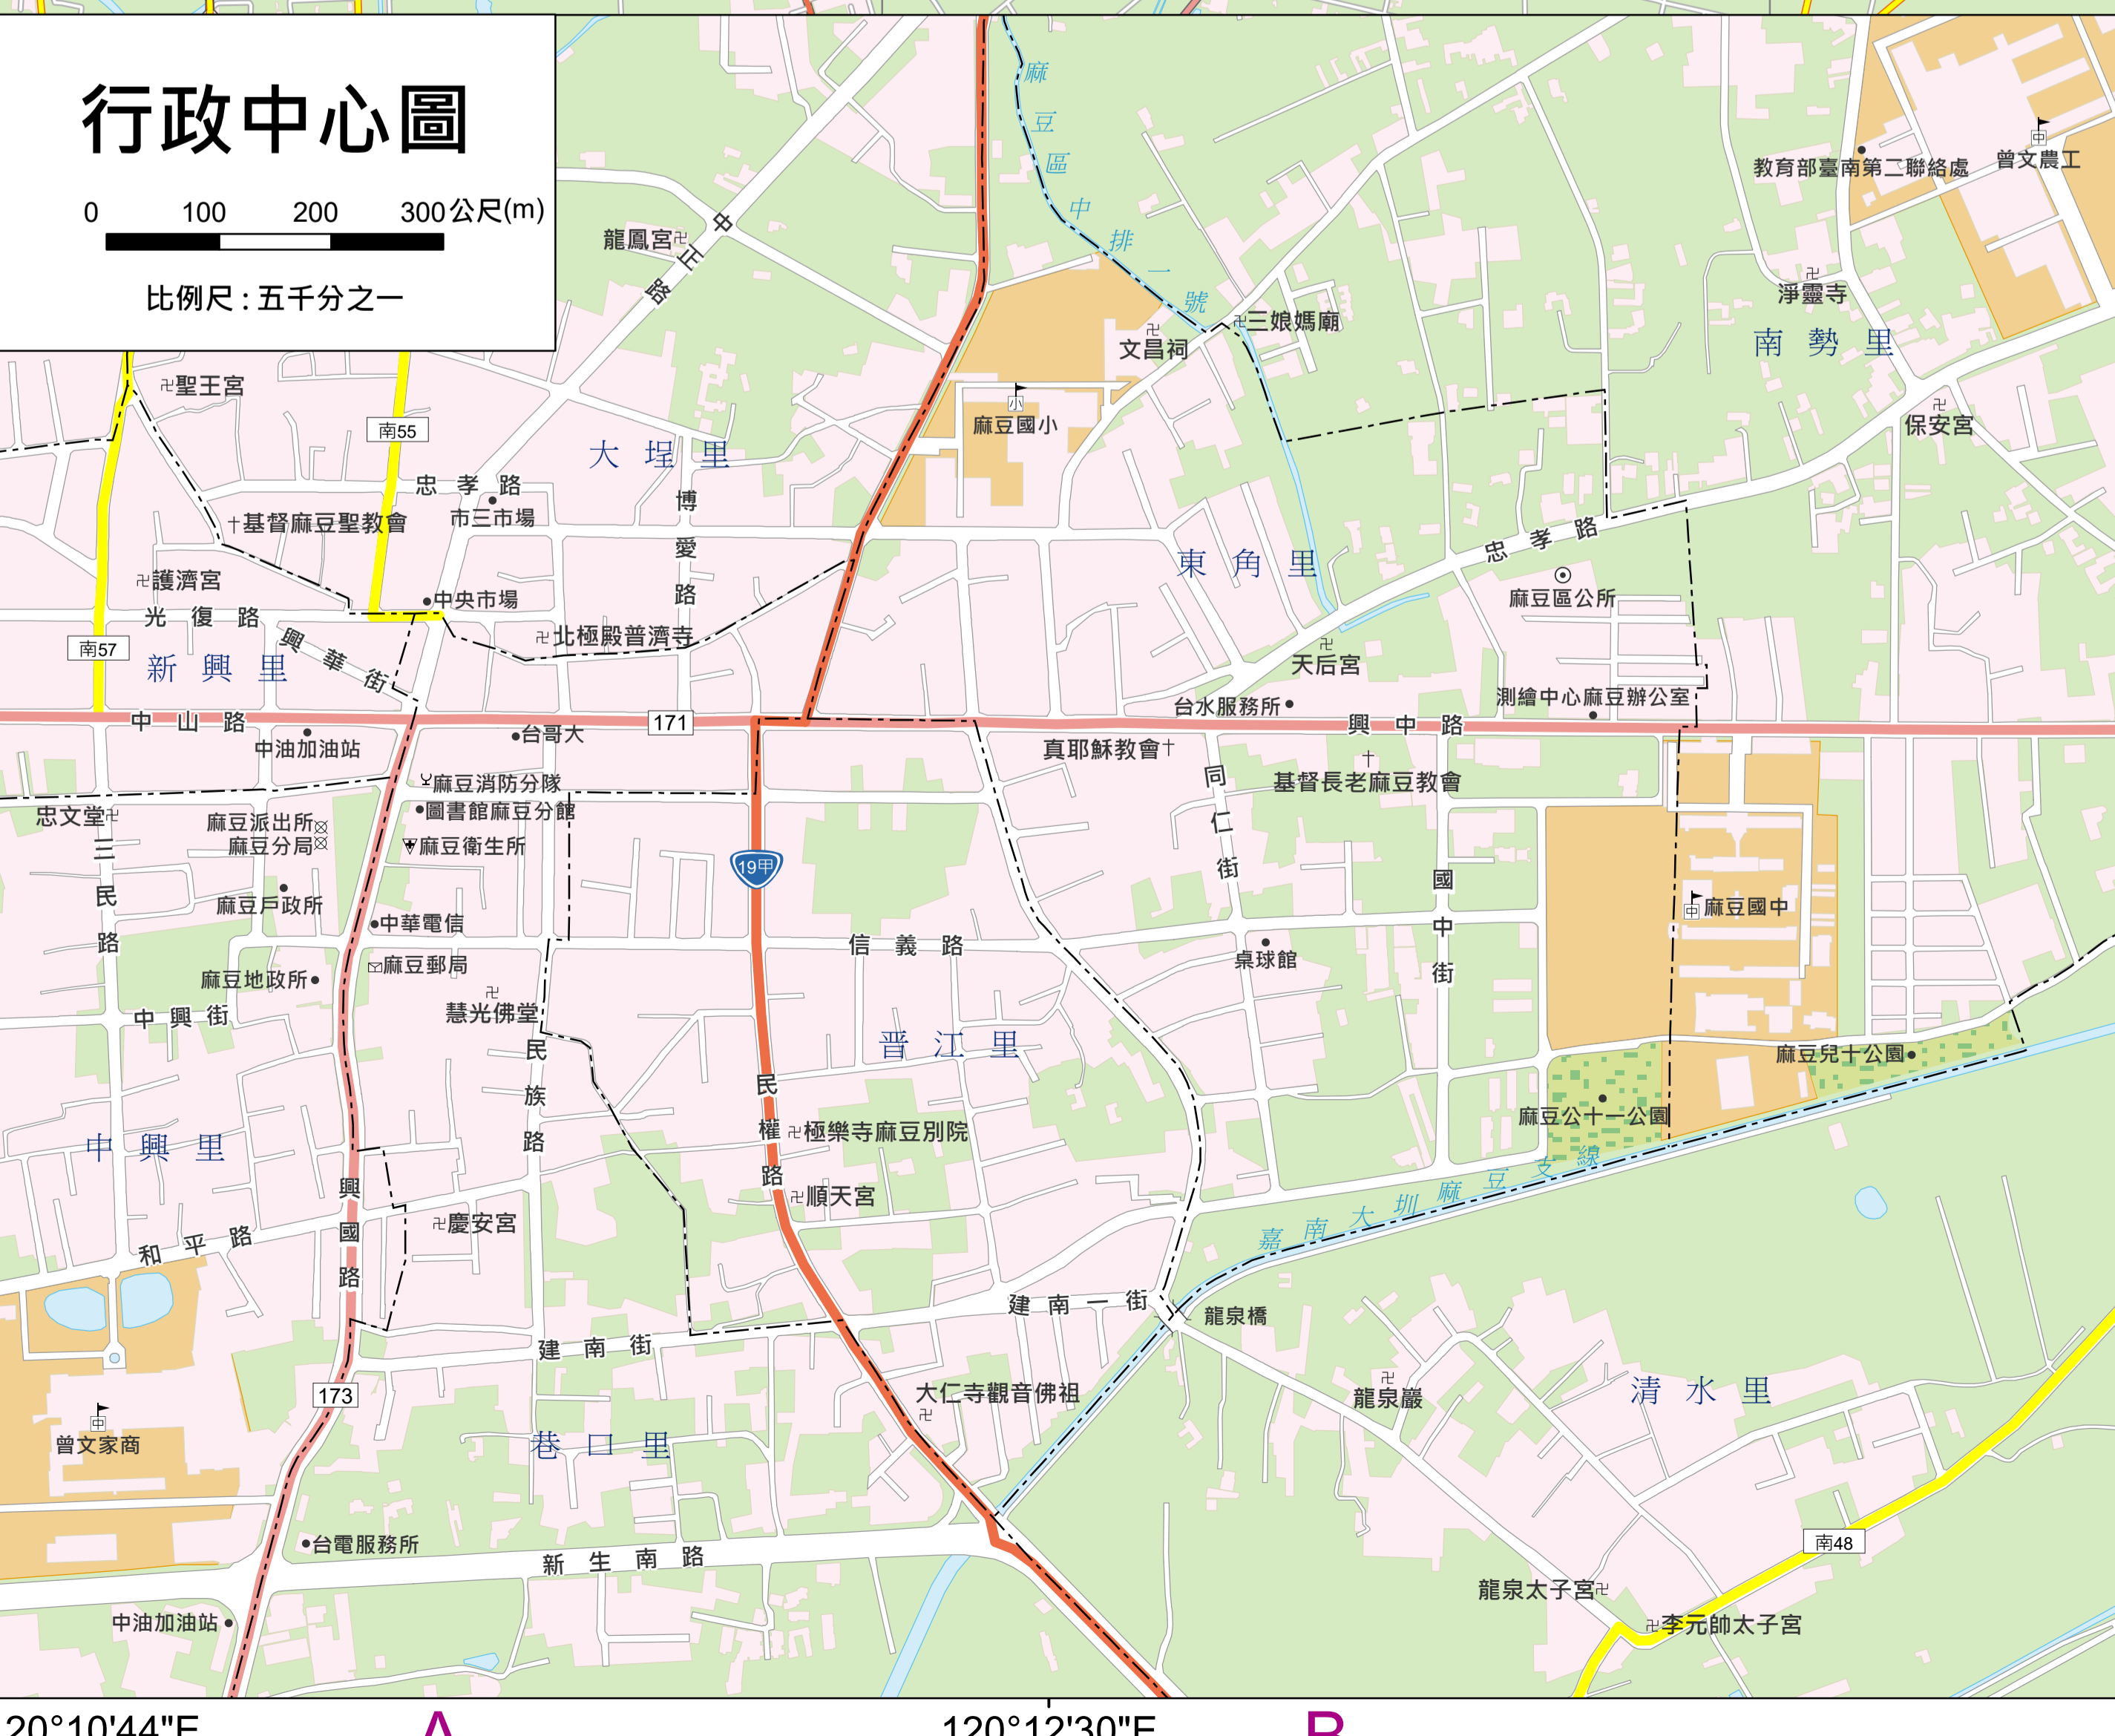 行政中心圖
0 100 200 300公尺(m)
比例尺:五千分之一
麻豆區中排一號
教育部臺南第二聯絡處
曾文農工
龍鳳宮
中正路
淨靈寺
三娘媽廟
文昌祠
南勢里
聖王宮
南55
麻豆國小
保安宮
大埕里
忠孝路
市三市場
博愛路
基督麻豆聖教會
東角里
忠孝路
護濟宮
中央市場
麻豆區公所
光復路
興華街
北極殿普濟寺
南57
新興里
天后宮
測繪中心麻豆辦公室
台水服務所
中山路
171
興中路
中油加油站
台哥大
真耶穌教會
基督長老麻豆教會
同仁街
麻豆消防分隊
圖書館麻豆分館
忠文堂
麻豆派出所
麻豆分局
麻豆衛生所
19甲
三民路
國中街
麻豆戶政所
中華電信
麻豆國中
信義路
桌球館
麻豆郵局
麻豆地政所
慧光佛堂
中興街
晋江里
麻豆兒十公園
民族路
民權路
麻豆公十一公園
極樂寺麻豆別院
中興里
嘉南大圳麻豆支線
順天宮
興國路
慶安宮
和平路
建南一街
龍泉橋
建南街
173
大仁寺觀音佛祖
龍泉巖
清水里
曾文家商
巷口里
台電服務所
新生南路
南48
龍泉太子宮
中油加油站
李元帥太子宮
20°10'44"E
A
120°12'30"E
B
小
中
中
中